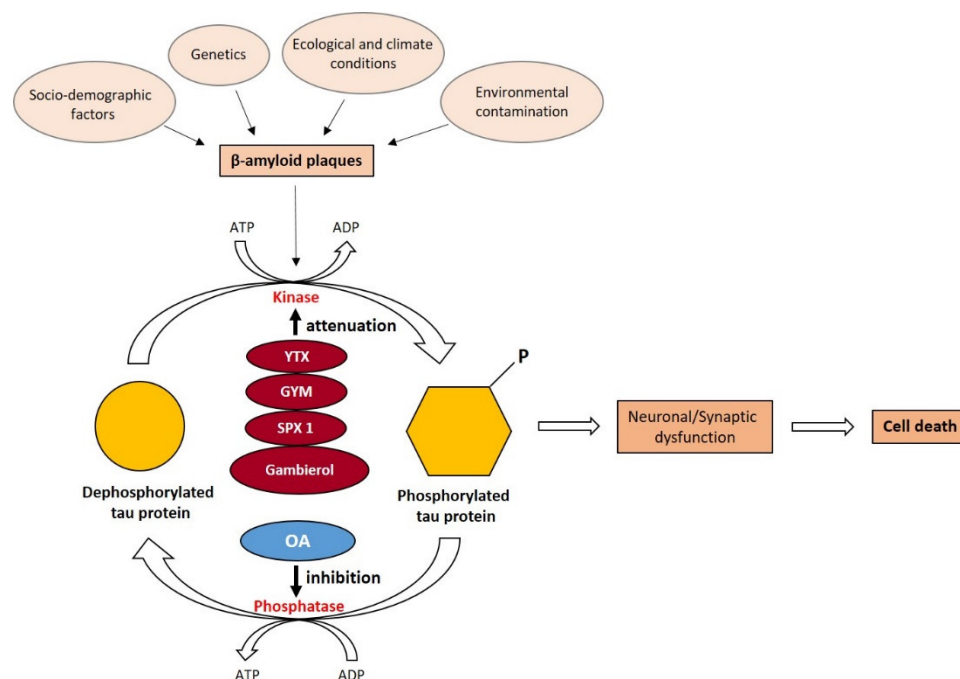 Socio-demographic
factors
Genetics
Ecological and climate
conditions
Environmental
contamination
β-amyloid plaques
ATP
ADP
Kinase
attenuation
YTX
GYM
SPX 1
Gambierol
P
Dephosphorylated
tau protein
Phosphorylated
tau protein
Neuronal/Synaptic
dysfunction
Cell death
OA
inhibition
Phosphatase
ATP
ADP